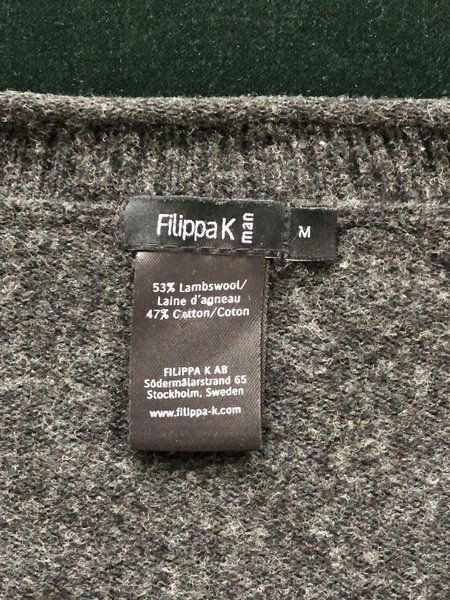 Filippa K man
M
53% Lambswool/
Laine d'agneau
47% Cotton/Coton
FILIPPA K AB
Södermälarstrand 65
Stockholm, Sweden
www.filippa-k.com